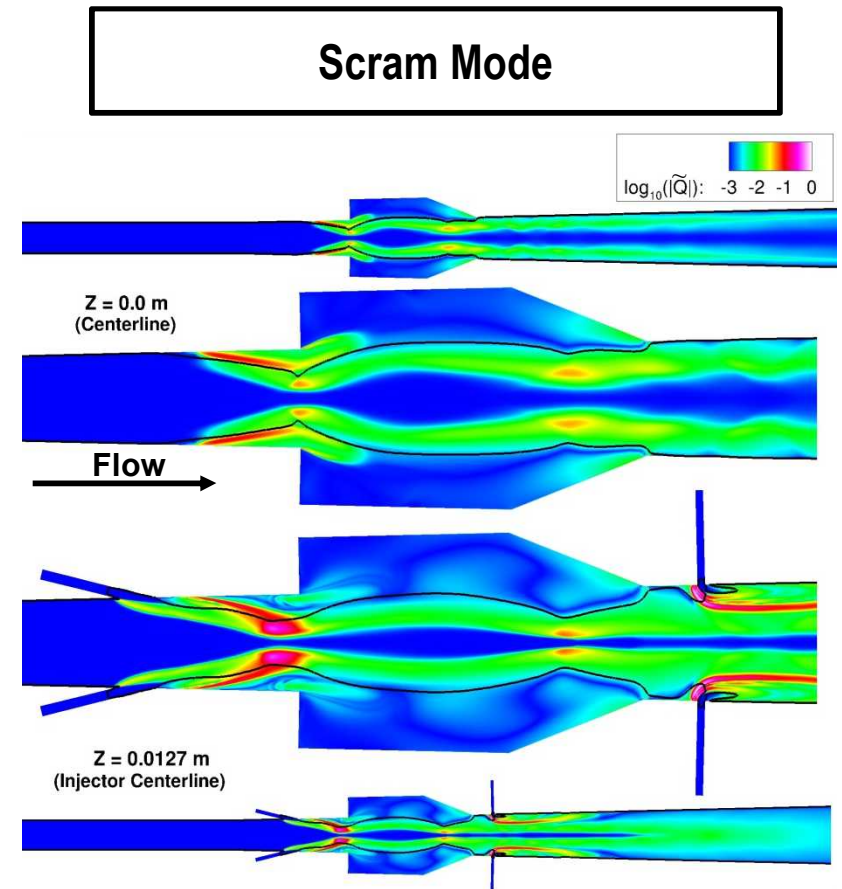 Scram Mode
log₁₀(|Q̃|): -3 -2 -1 0
Z = 0.0 m
(Centerline)
Flow
Z = 0.0127 m
(Injector Centerline)